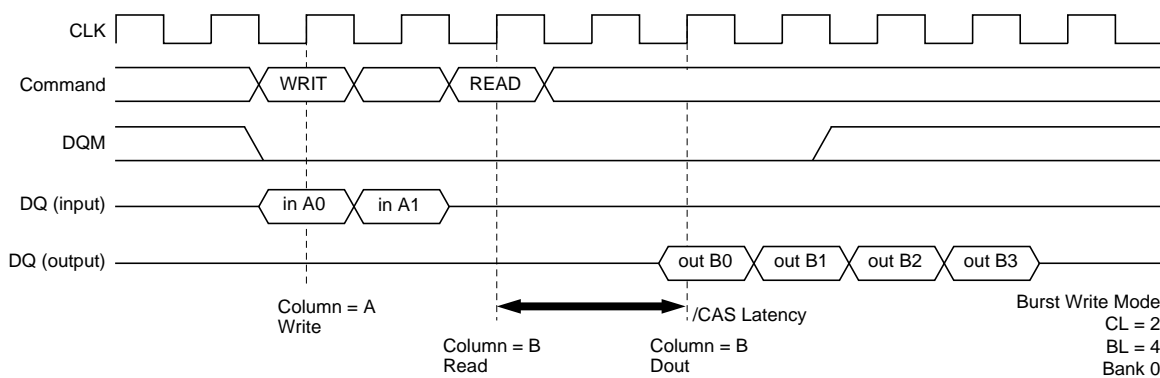 CLK
Command
WRIT
READ
DQM
DQ (input)
in A0
in A1
DQ (output)
out B0
out B1
out B2
out B3
Column = A
Write
/CAS Latency
Column = B
Read
Column = B
Dout
Burst Write Mode
CL = 2
BL = 4
Bank 0